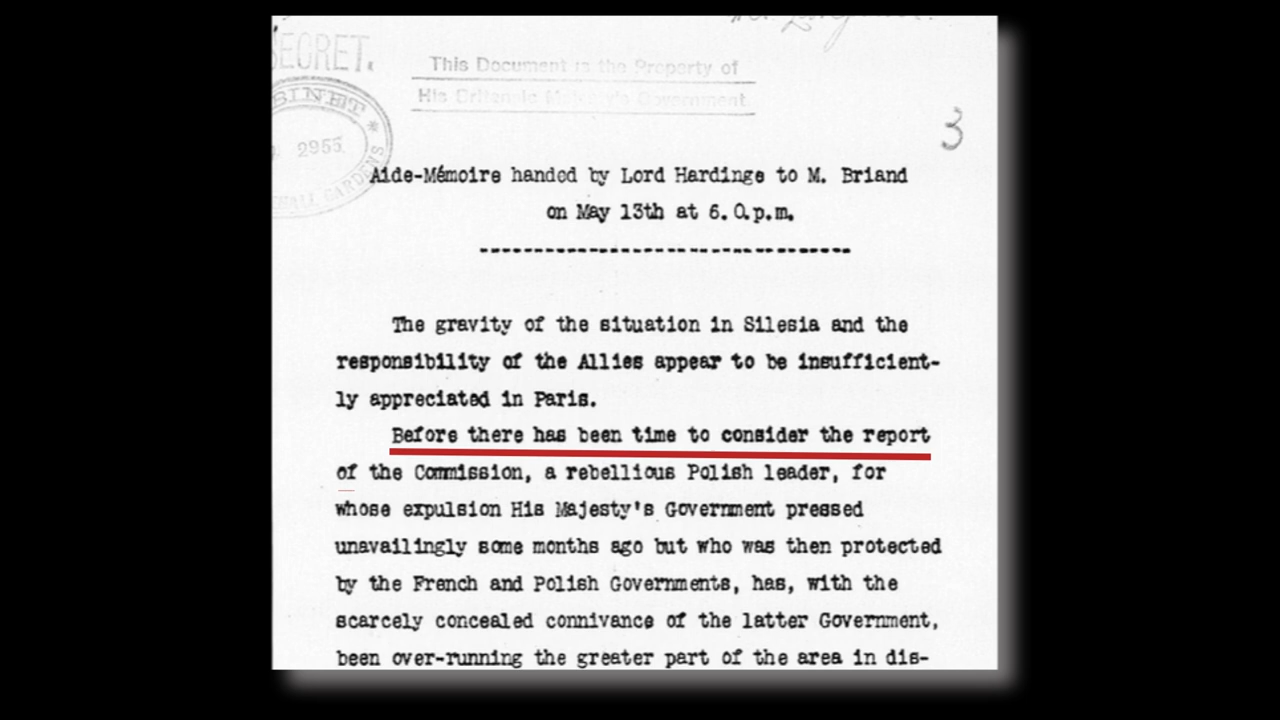 SECRET.
This Document is the Property of
His Britannic Majesty's Government.
2955
3
Aide-Mémoire handed by Lord Hardinge to M. Briand
on May 13th at 6.0.p.m.
The gravity of the situation in Silesia and the
responsibility of the Allies appear to be insufficient-
ly appreciated in Paris.
Before there has been time to consider the report
of the Commission, a rebellious Polish leader, for
whose expulsion His Majesty's Government pressed
unavailingly some months ago but who was then protected
by the French and Polish Governments, has, with the
scarcely concealed connivance of the latter Government,
been over-running the greater part of the area in dis-